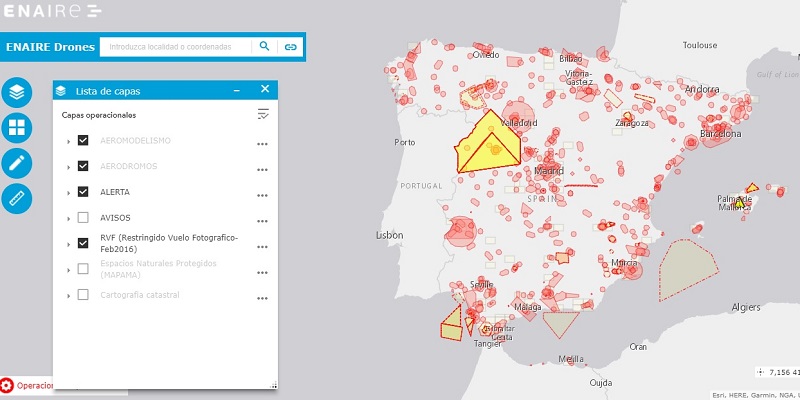 ENAIRE
ENAIRE Drones
Introduzca localidad o coordenadas
Lista de capas
Capas operacionales
AEROMODELISMO
AERODROMOS
ALERTA
AVISOS
RVF (Restringido Vuelo Fotografico-
Feb2016)
Espacios Naturales Protegidos
(MAPAMA)
Cartografía catastral
Operacion
Toulouse
Gulf of Lion
Oviedo
Bilbao
Vitoria-
Gasteiz
Andorra
Valladolid
Zaragoza
Barcelona
Porto
Madrid
PORTUGAL
SPAIN
Palma de
Mallorca
Lisbon
Murcia
Seville
Málaga
Algiers
Gibraltar
Ceuta
Tangier
Oran
Melilla
Oujda
7,156 41
Esri, HERE, Garmin, NGA, U